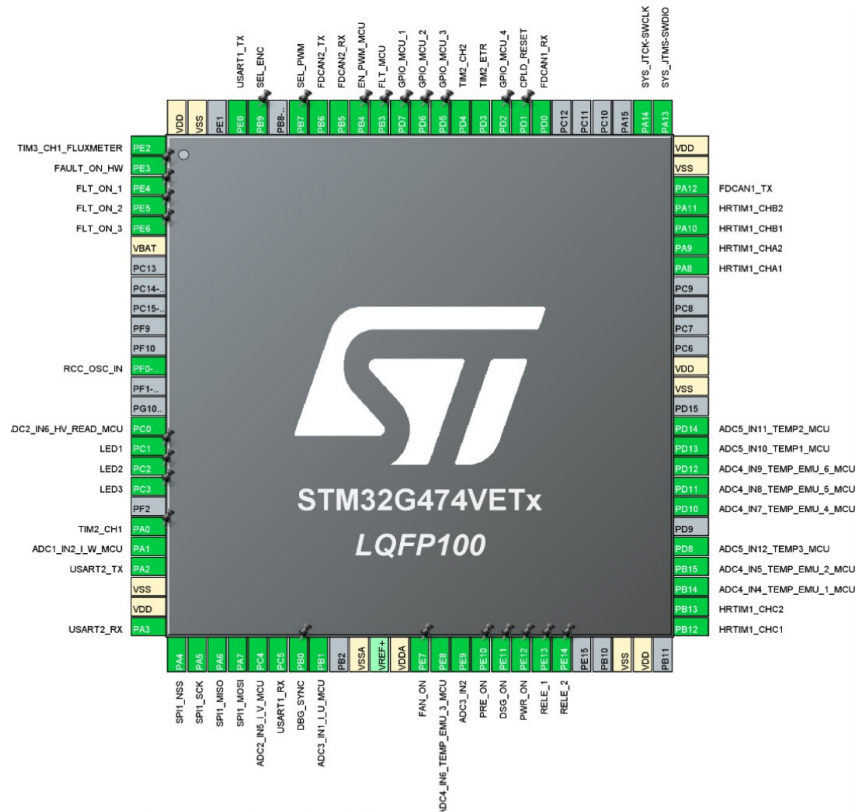 USART1_TX
SEL_ENC
SEL_PWM
FDCAN2_TX
FDCAN2_RX
EN_PWM_MCU
FLT_MCU
GPIO_MCU_1
GPIO_MCU_2
GPIO_MCU_3
TIM2_CH2
TIM2_ETR
GPIO_MCU_4
CPLD_RESET
FDCAN1_RX
SYS_JTCK-SWCLK
SYS_JTMS-SWDIO
VDD
VSS
PE1
PE0
PB9
PB8-..
PB7
PB6
PB5
PB4
PB3
PD7
PD6
PD5
PD4
PD3
PD2
PD1
PD0
PC12
PC11
PC10
PA15
PA14
PA13
TIM3_CH1_FLUXMETER PE2
FAULT_ON_HW PE3
FLT_ON_1 PE4
FLT_ON_2 PE5
FLT_ON_3 PE6
VBAT
PC13
PC14-..
PC15-..
PF9
PF10
RCC_OSC_IN PF0-..
PF1-..
PG10..
DC2_IN6_HV_READ_MCU PC0
LED1 PC1
LED2 PC2
LED3 PC3
PF2
TIM2_CH1 PA0
ADC1_IN2_I_W_MCU PA1
USART2_TX PA2
VSS
VDD
USART2_RX PA3
ST
STM32G474VETx
LQFP100
VDD
VSS
PA12 FDCAN1_TX
PA11 HRTIM1_CHB2
PA10 HRTIM1_CHB1
PA9 HRTIM1_CHA2
PA8 HRTIM1_CHA1
PC9
PC8
PC7
PC6
VDD
VSS
PD15
PD14 ADC5_IN11_TEMP2_MCU
PD13 ADC5_IN10_TEMP1_MCU
PD12 ADC4_IN9_TEMP_EMU_6_MCU
PD11 ADC4_IN8_TEMP_EMU_5_MCU
PD10 ADC4_IN7_TEMP_EMU_4_MCU
PD9
PD8 ADC5_IN12_TEMP3_MCU
PB15 ADC4_IN5_TEMP_EMU_2_MCU
PB14 ADC4_IN4_TEMP_EMU_1_MCU
PB13 HRTIM1_CHC2
PB12 HRTIM1_CHC1
PA4
PA5
PA6
PA7
PC4
PC5
PB0
PB1
PB2
VSSA
VREF+
VDDA
PE7
PE8
PE9
PE10
PE11
PE12
PE13
PE14
PE15
PB10
VSS
VDD
PB11
SPI1_NSS
SPI1_SCK
SPI1_MISO
SPI1_MOSI
ADC2_IN5_I_V_MCU
USART1_RX
DBG_SYNC
ADC3_IN1_I_U_MCU
FAN_ON
ADC4_IN6_TEMP_EMU_3_MCU
ADC3_IN2
PRE_ON
DSG_ON
PWR_ON
RELE_1
RELE_2